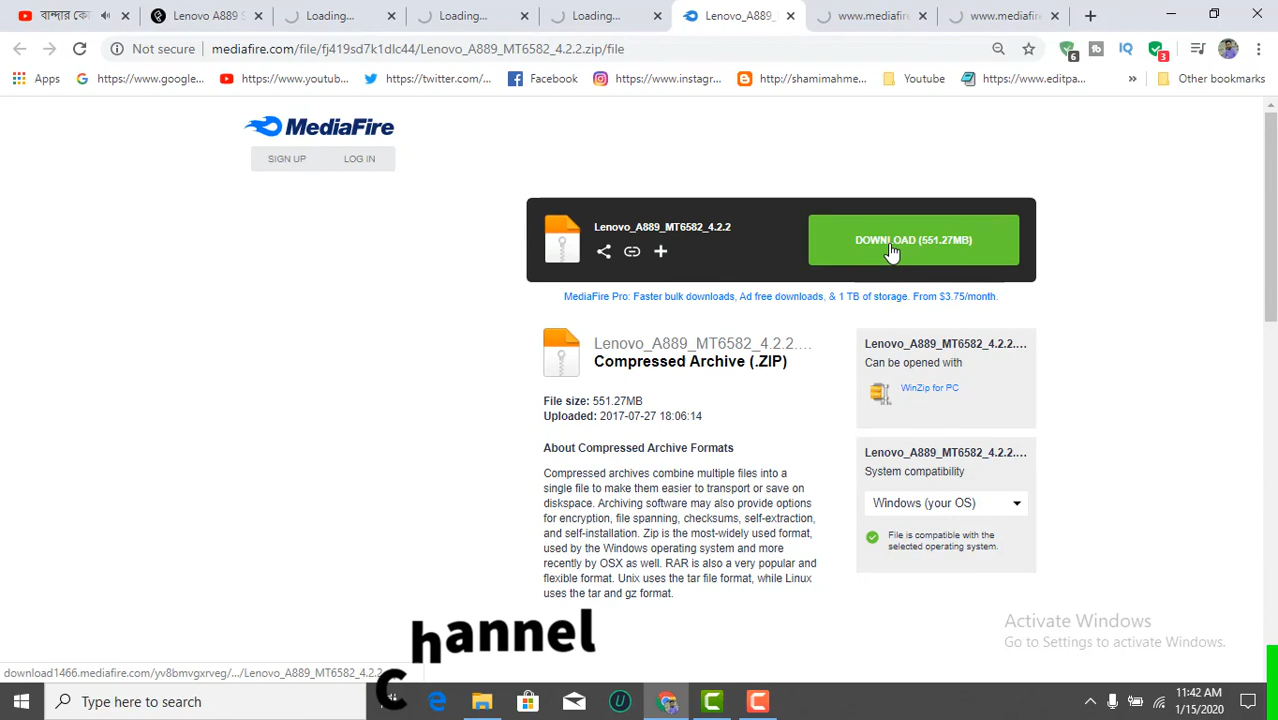 বান্দার কো
Lenovo A889 S
Loading...
Loading...
Loading...
Lenovo_A889_
www.mediafire
www.mediafire
Not secure
mediafire.com/file/fj419sd7k1dlc44/Lenovo_A889_MT6582_4.2.2.zip/file
6
3
Apps
https://www.google...
https://www.youtub...
https://twitter.com/...
Facebook
https://www.instagr...
http://shamimahme...
Youtube
https://www.editpa...
Other bookmarks
MediaFire
SIGN UP
LOG IN
Lenovo_A889_MT6582_4.2.2
DOWNLOAD (551.27MB)
MediaFire Pro: Faster bulk downloads, Ad free downloads, & 1 TB of storage. From $3.75/month.
Lenovo_A889_MT6582_4.2.2....
Compressed Archive (.ZIP)
File size: 551.27MB
Uploaded: 2017-07-27 18:06:14
About Compressed Archive Formats
Compressed archives combine multiple files into a
single file to make them easier to transport or save on
diskspace. Archiving software may also provide options
for encryption, file spanning, checksums, self-extraction,
and self-installation. Zip is the most-widely used format,
used by the Windows operating system and more
recently by OSX as well. RAR is also a very popular and
flexible format. Unix uses the tar file format, while Linux
uses the tar and gz format.
Lenovo_A889_MT6582_4.2.2....
Can be opened with
WinZip for PC
Lenovo_A889_MT6582_4.2.2....
System compatibility
Windows (your OS)
File is compatible with the
selected operating system.
Channel
Activate Windows
Go to Settings to activate Windows.
download1466.mediafire.com/yv8bmvgxrveg/.../Lenovo_A889_MT6582_4.2.2
Type here to search
11:42 AM
1/15/2020